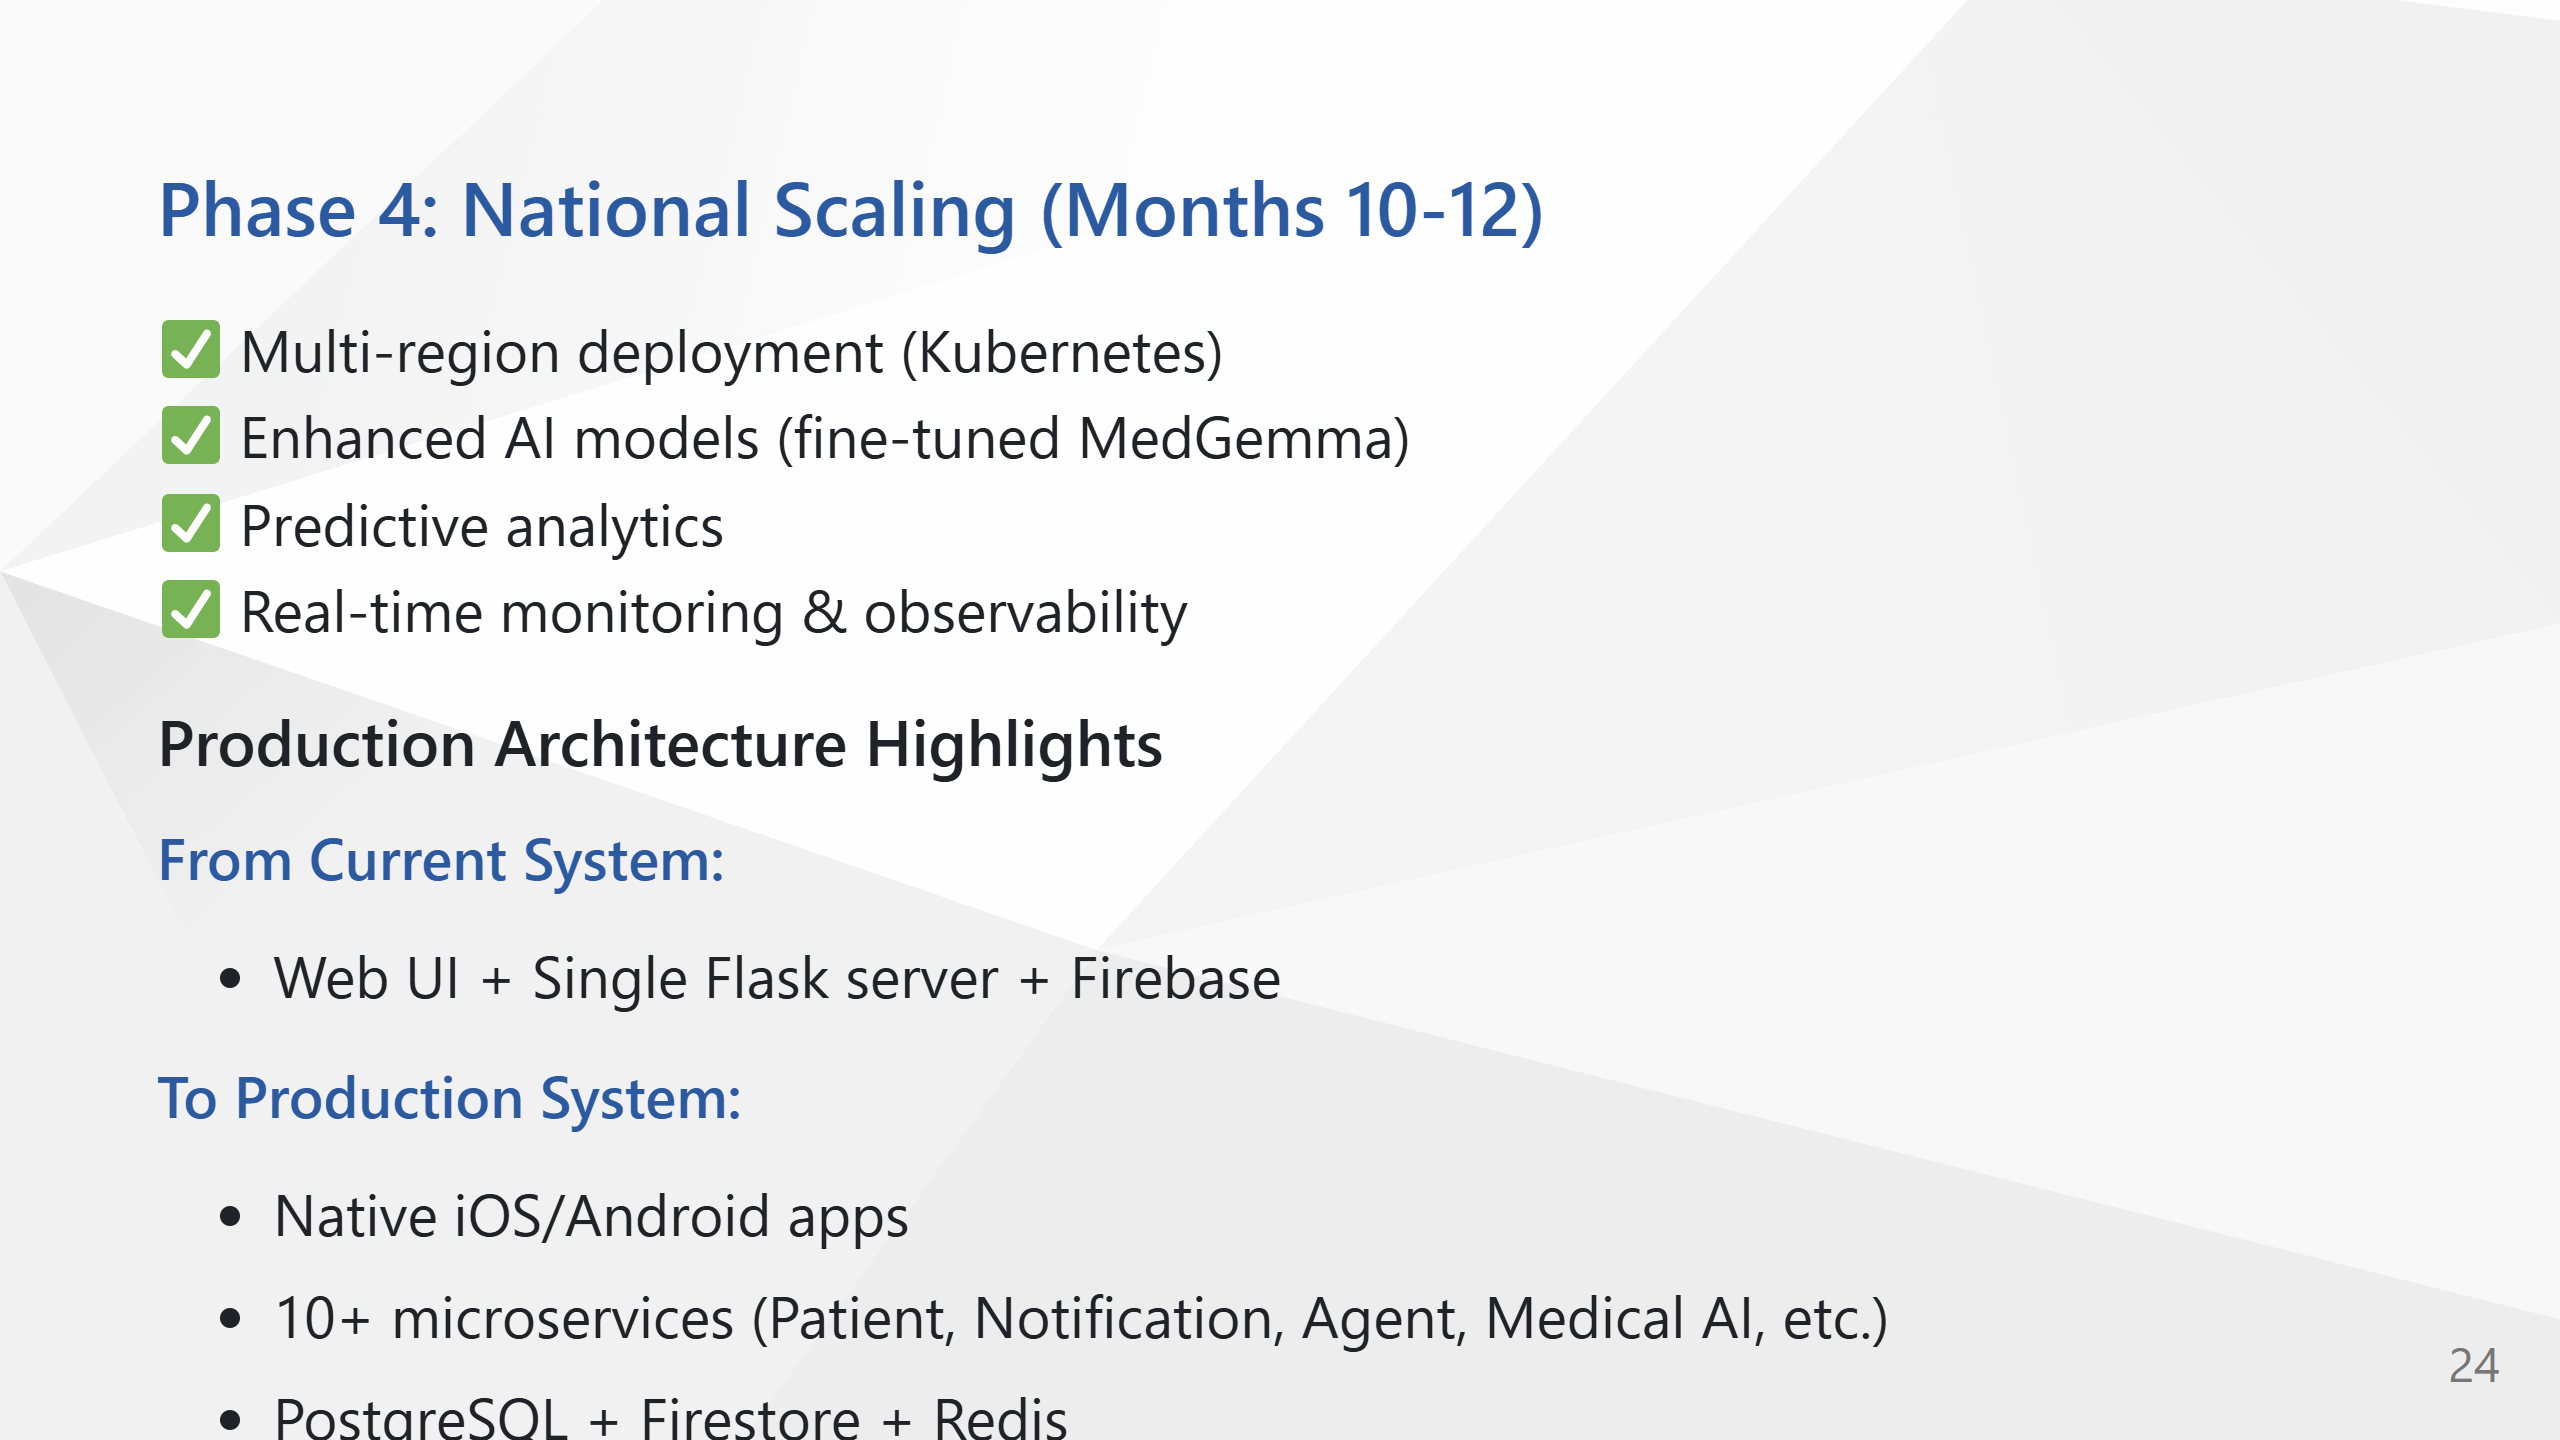 Phase 4: National Scaling (Months 10-12)
✅ Multi-region deployment (Kubernetes)
✅ Enhanced AI models (fine-tuned MedGemma)
✅ Predictive analytics
✅ Real-time monitoring & observability
Production Architecture Highlights
From Current System:
• Web UI + Single Flask server + Firebase
To Production System:
• Native iOS/Android apps
• 10+ microservices (Patient, Notification, Agent, Medical AI, etc.)
• PostgreSQL + Firestore + Redis
24